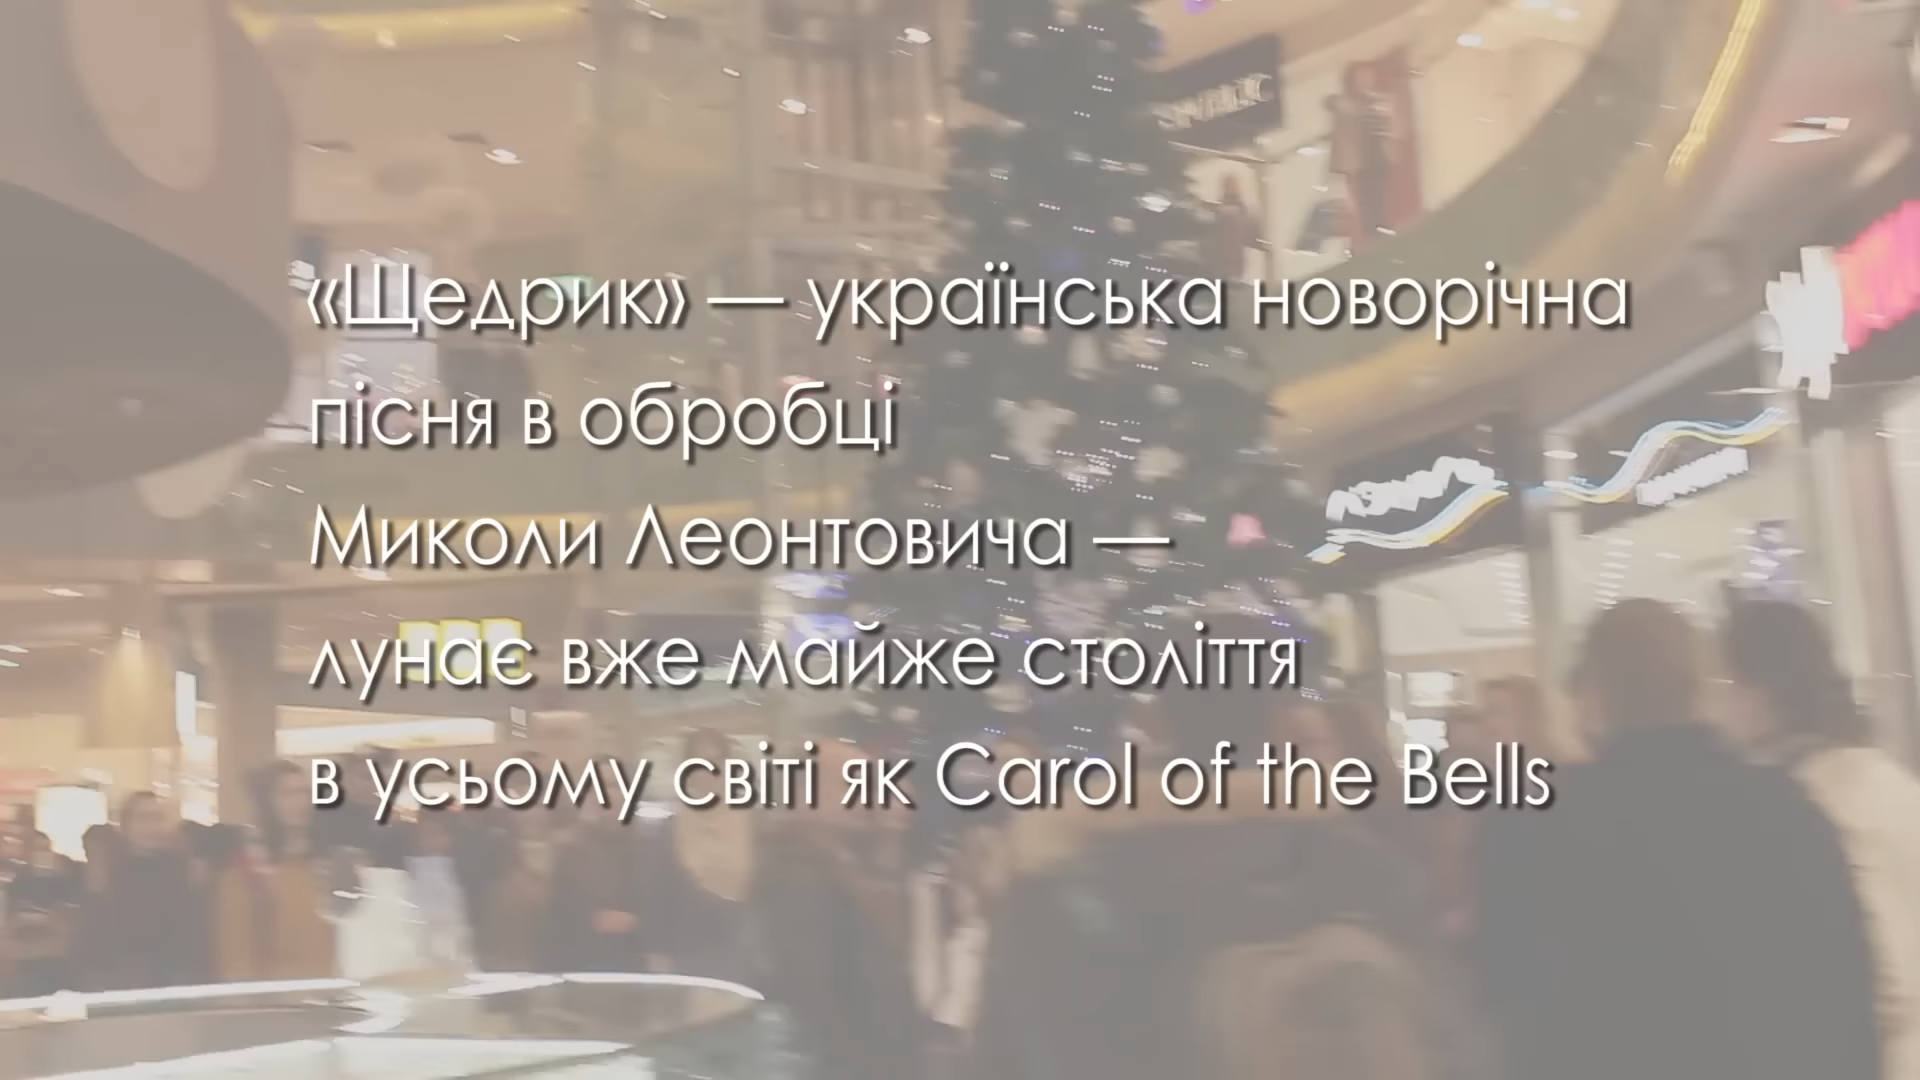 «Щедрик» — українська новорічна
пісня в обробці
Миколи Леонтовича —
лунає вже майже століття
в усьому світі як Carol of the Bells